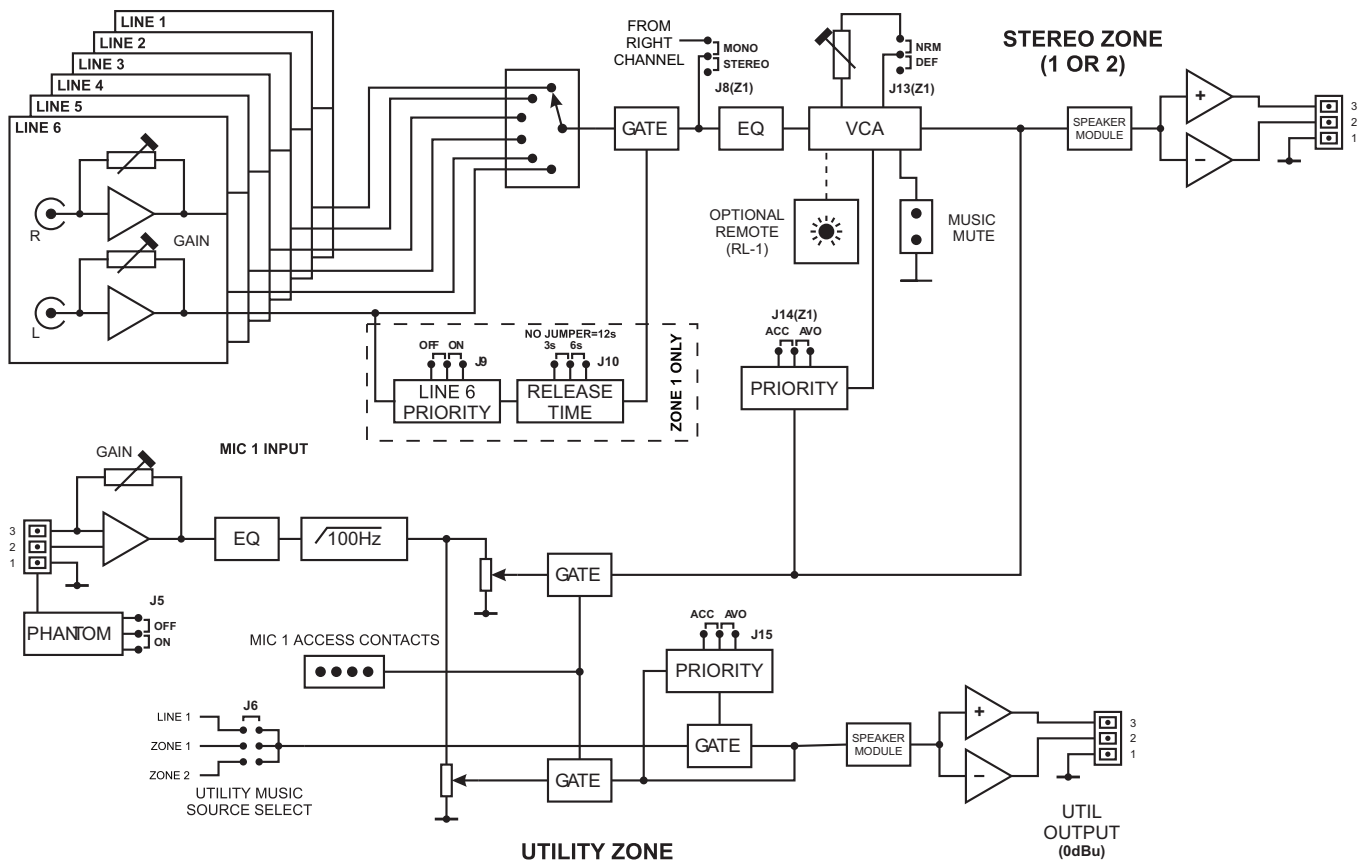 LINE 1
LINE 2
LINE 3
LINE 4
LINE 5
LINE 6
R
GAIN
L
FROM
RIGHT
CHANNEL
MONO
STEREO
J8(Z1)
NRM
DEF
J13(Z1)
STEREO ZONE
(1 OR 2)
GATE
EQ
VCA
SPEAKER
MODULE
+
−
3
2
1
OPTIONAL
REMOTE
(RL-1)
MUSIC
MUTE
NO JUMPER=12s
OFF ON
J9
3s 6s
J10
LINE 6
PRIORITY
RELEASE
TIME
ZONE 1 ONLY
J14(Z1)
ACC AVO
PRIORITY
MIC 1 INPUT
GAIN
3
2
1
EQ
100Hz
GATE
PHANTOM
J5
OFF
ON
MIC 1 ACCESS CONTACTS
ACC AVO
J15
PRIORITY
J6
LINE 1
ZONE 1
ZONE 2
UTILITY MUSIC
SOURCE SELECT
GATE
GATE
SPEAKER
MODULE
+
−
3
2
1
UTIL
OUTPUT
(0dBu)
UTILITY ZONE